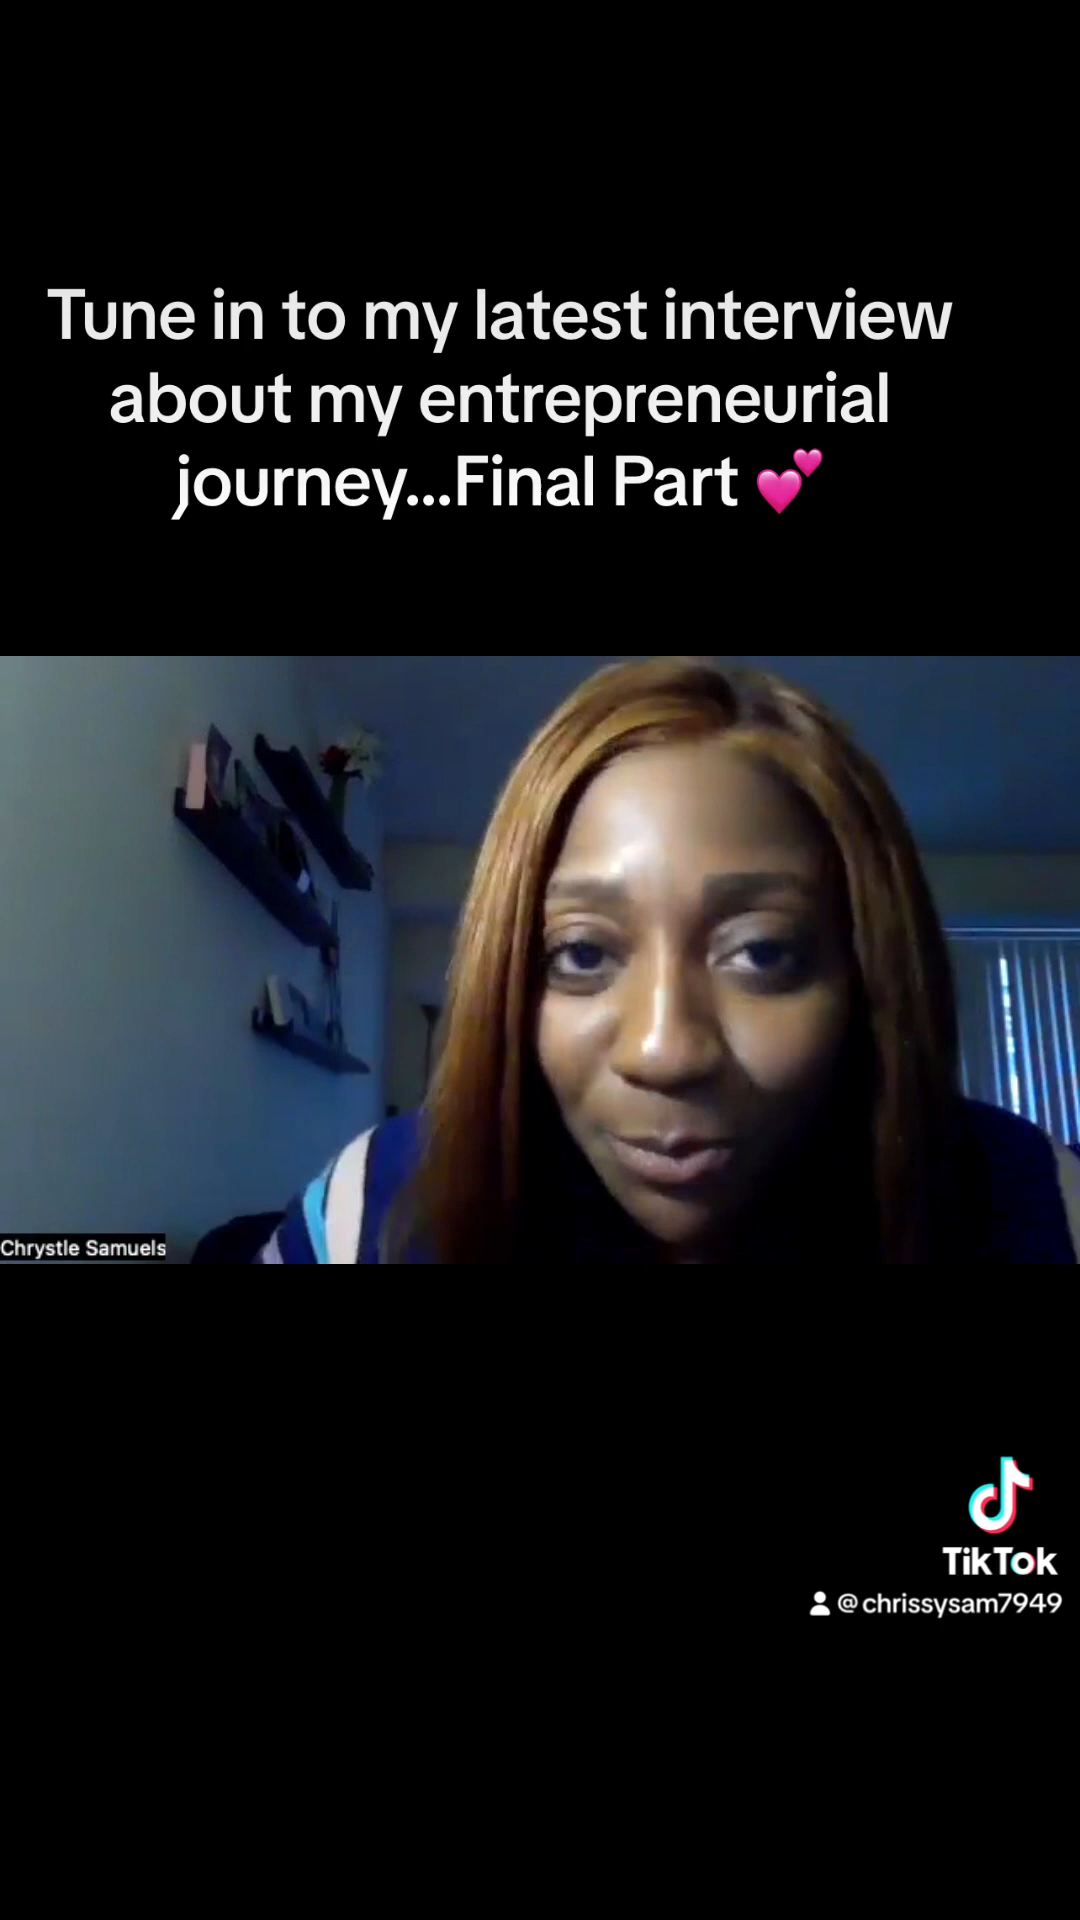 Tune in to my latest interview
about my entrepreneurial
journey...Final Part 💕
Chrystle Samuels
TikTok
@chrissysam7949